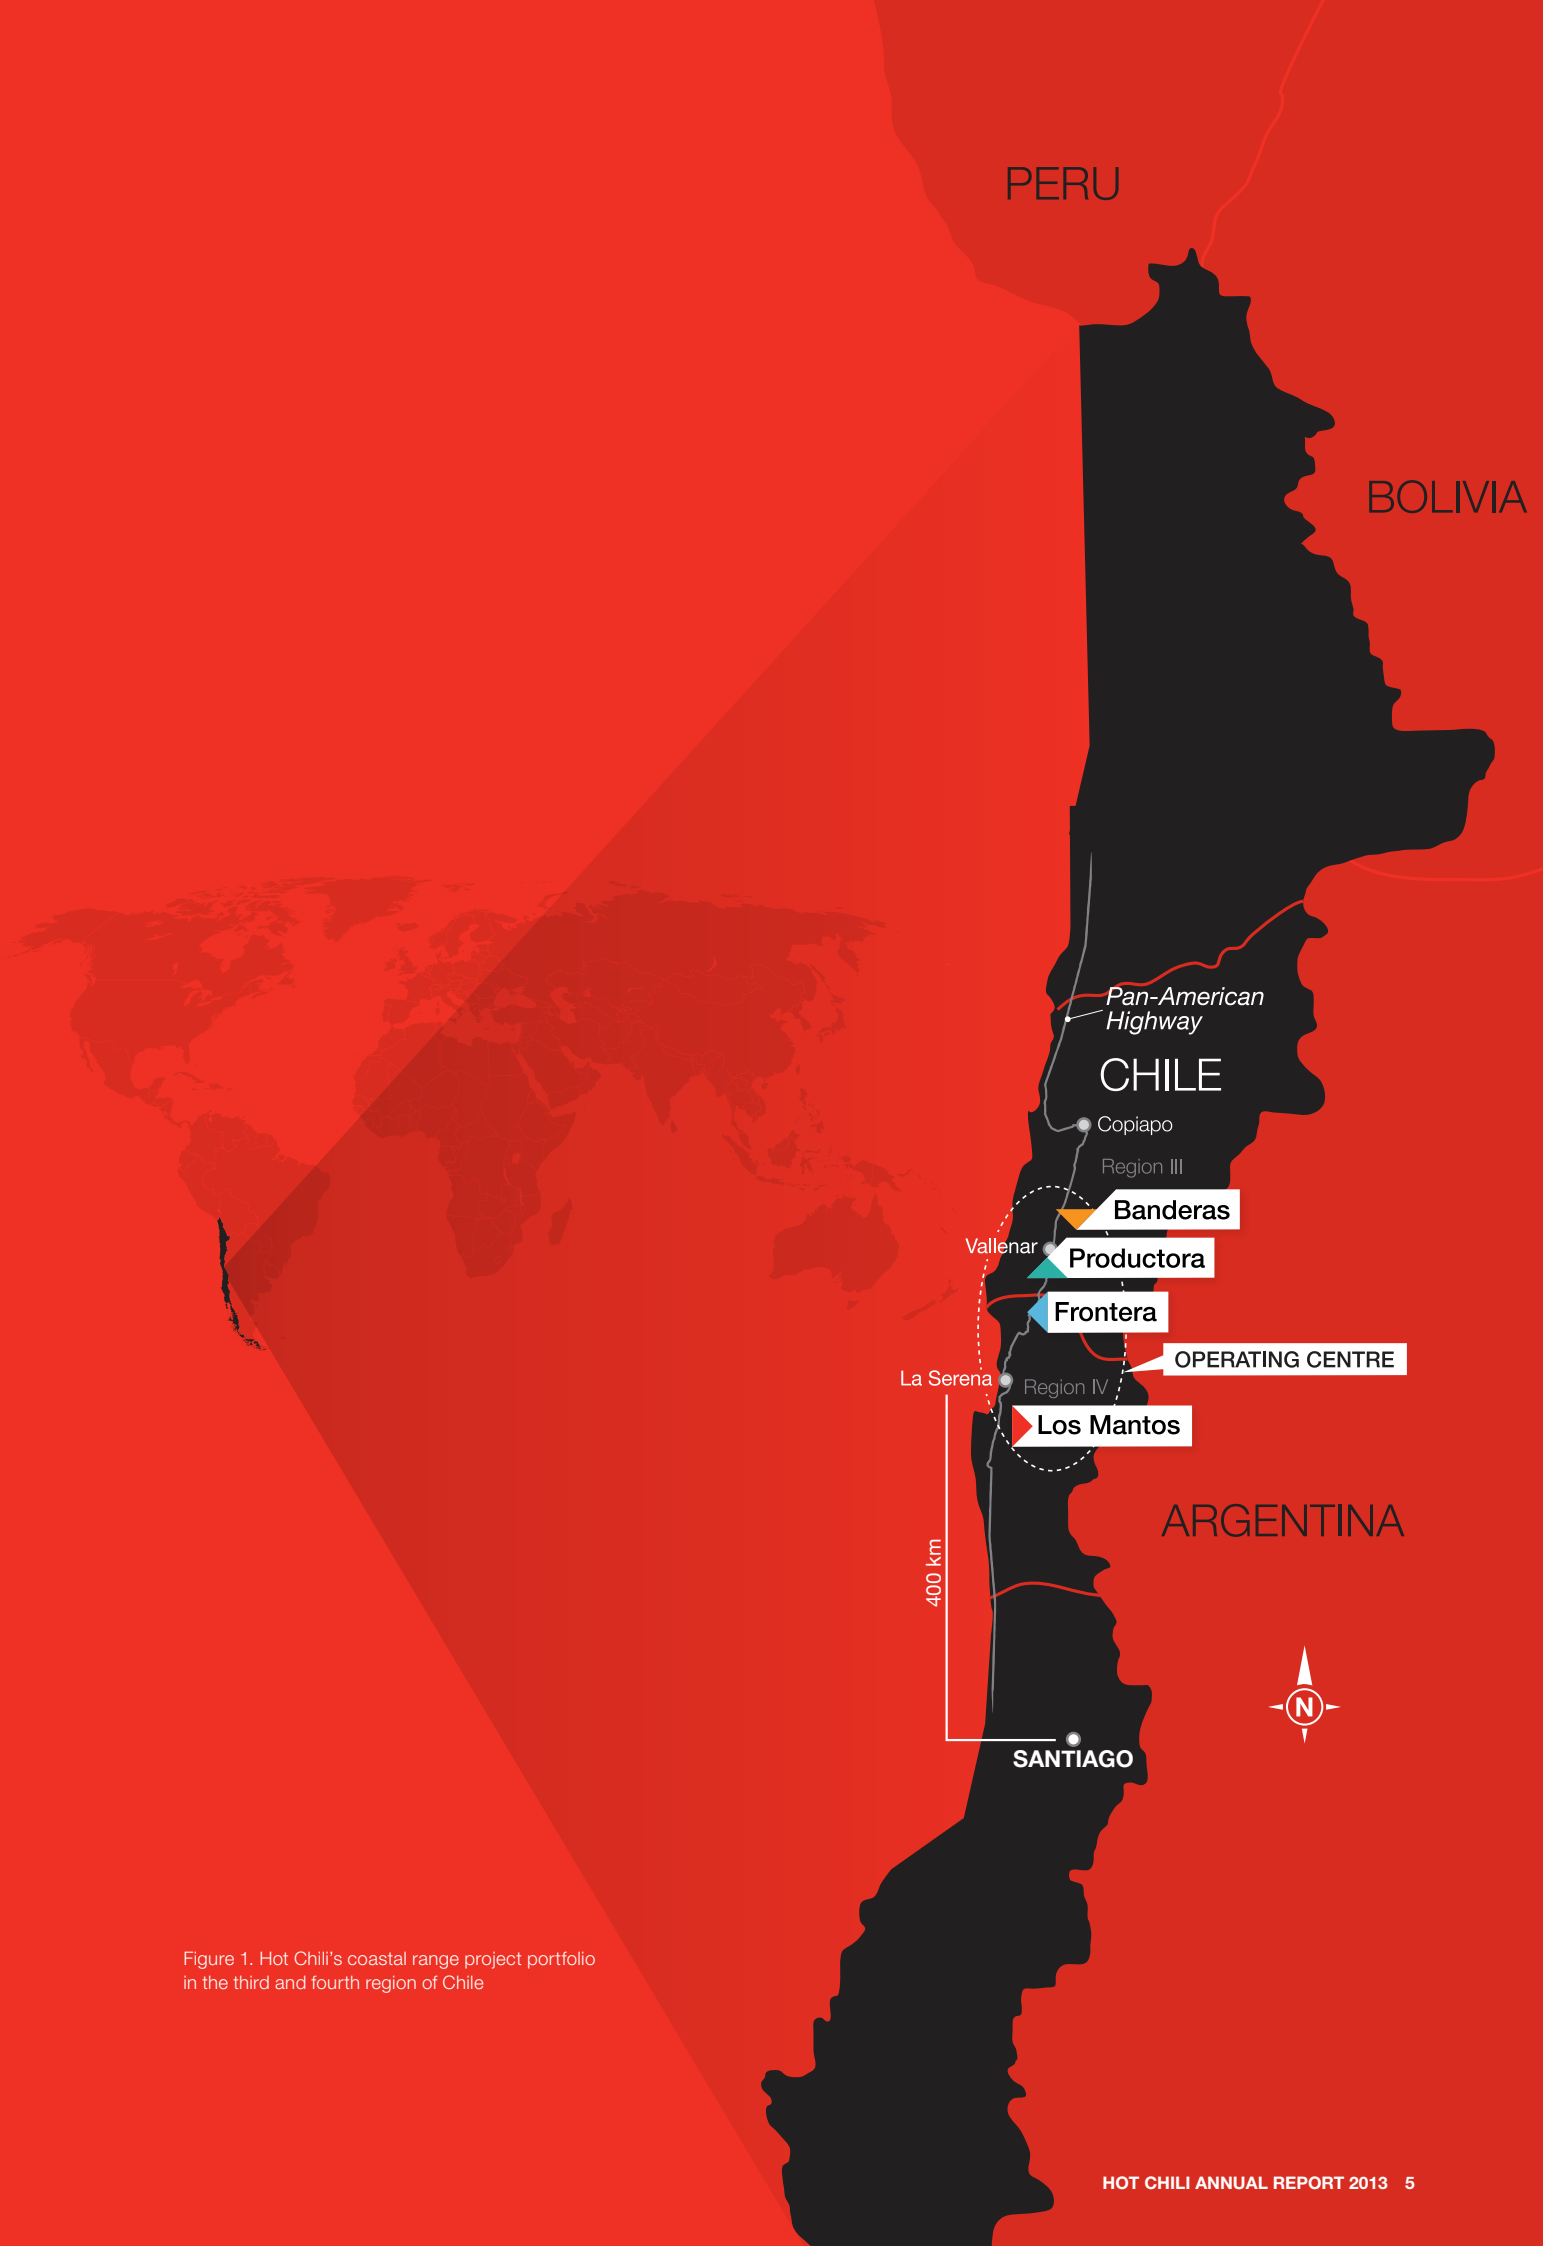 PERU
BOLIVIA
Pan-American
Highway
CHILE
Copiapo
Region III
Banderas
Vallenar
Productora
Frontera
OPERATING CENTRE
La Serena
Region IV
Los Mantos
ARGENTINA
400 km
N
SANTIAGO
Figure 1. Hot Chili’s coastal range project portfolio
in the third and fourth region of Chile
HOT CHILI ANNUAL REPORT 2013 5